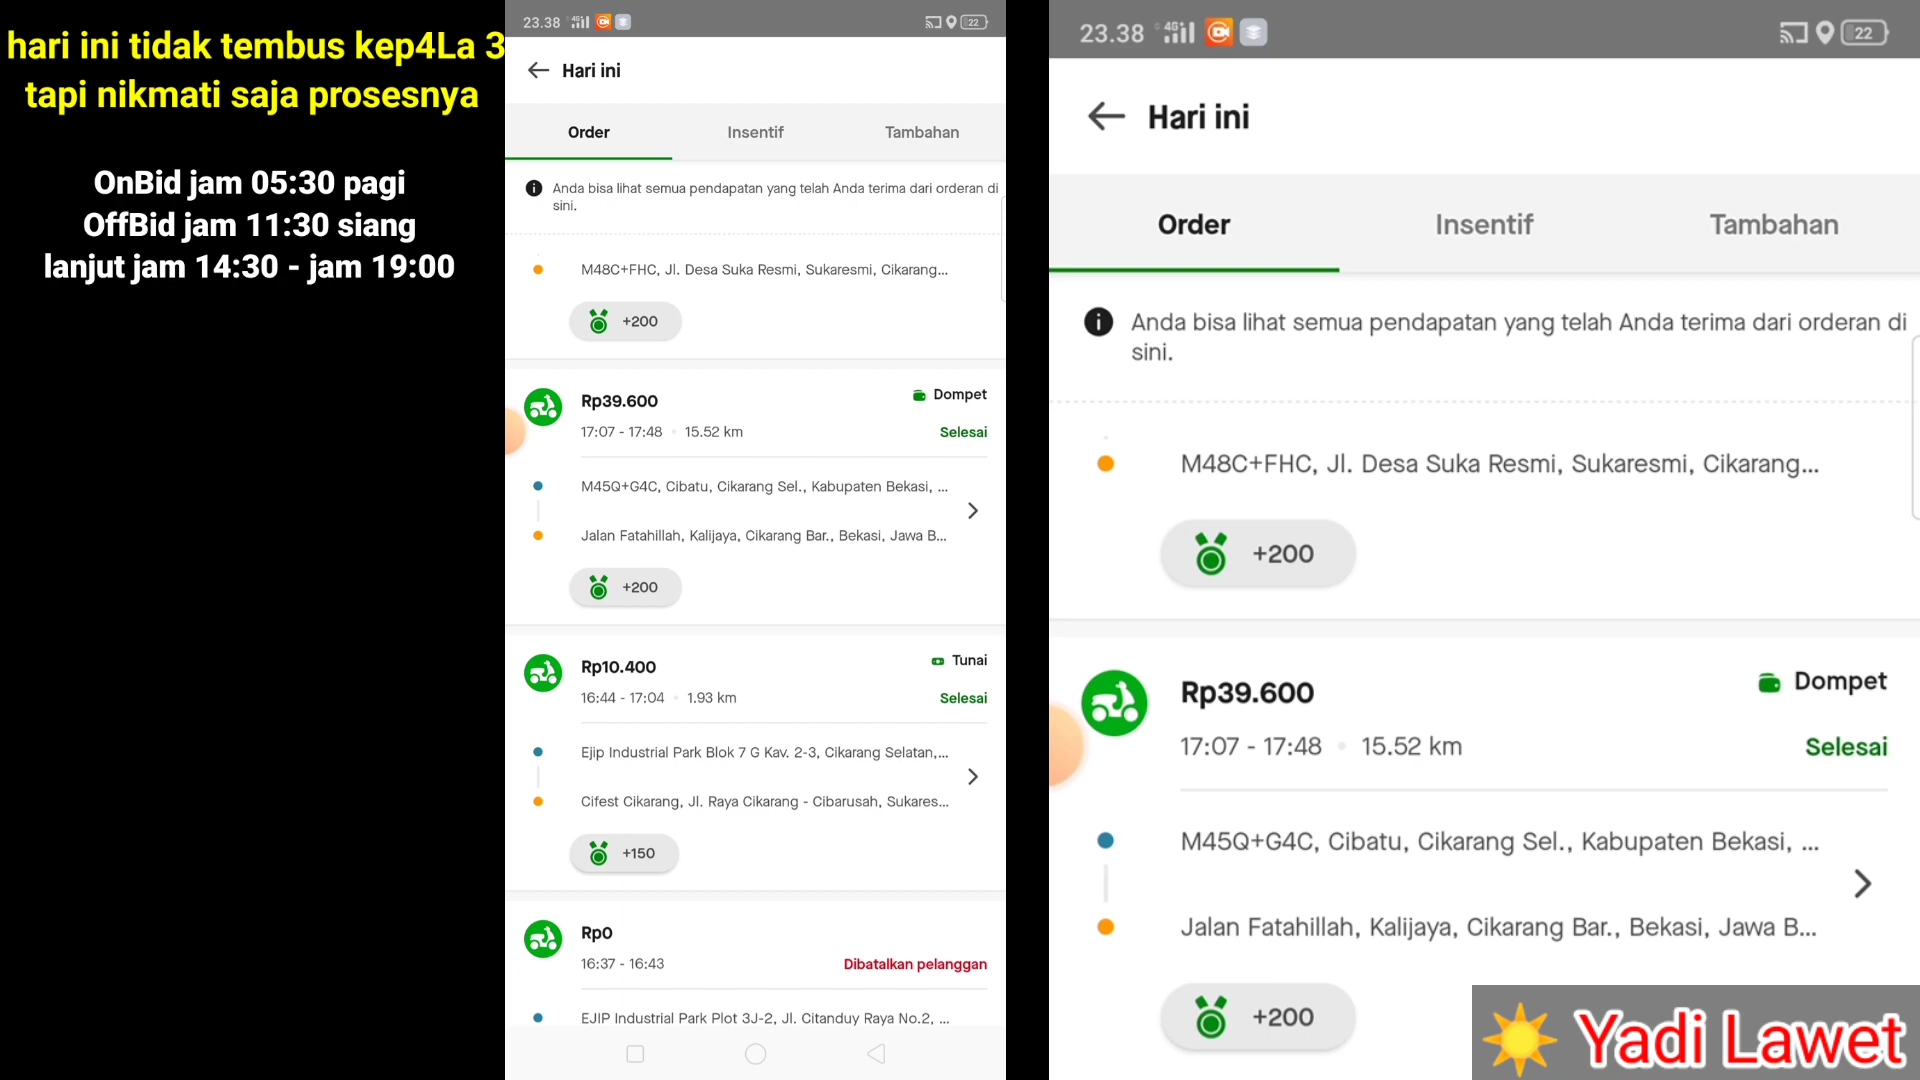 hari ini tidak tembus kep4La 3
tapi nikmati saja prosesnya
OnBid jam 05:30 pagi
OffBid jam 11:30 siang
lanjut jam 14:30 - jam 19:00
23.38 4G 22
Hari ini
Order Insentif Tambahan
Anda bisa lihat semua pendapatan yang telah Anda terima dari orderan di
sini.
M48C+FHC, Jl. Desa Suka Resmi, Sukaresmi, Cikarang...
+200
Rp39.600 Dompet
17:07 - 17:48 • 15.52 km Selesai
M45Q+G4C, Cibatu, Cikarang Sel., Kabupaten Bekasi, ...
Jalan Fatahillah, Kalijaya, Cikarang Bar., Bekasi, Jawa B...
+200
Rp10.400 Tunai
16:44 - 17:04 • 1.93 km Selesai
Ejip Industrial Park Blok 7 G Kav. 2-3, Cikarang Selatan,...
Cifest Cikarang, Jl. Raya Cikarang - Cibarusah, Sukares...
+150
Rp0
16:37 - 16:43 Dibatalkan pelanggan
EJIP Industrial Park Plot 3J-2, Jl. Citanduy Raya No.2, ...
23.38 4G 22
Hari ini
Order Insentif Tambahan
Anda bisa lihat semua pendapatan yang telah Anda terima dari orderan di
sini.
M48C+FHC, Jl. Desa Suka Resmi, Sukaresmi, Cikarang...
+200
Rp39.600 Dompet
17:07 - 17:48 • 15.52 km Selesai
M45Q+G4C, Cibatu, Cikarang Sel., Kabupaten Bekasi, ...
Jalan Fatahillah, Kalijaya, Cikarang Bar., Bekasi, Jawa B...
+200
Yadi Lawet